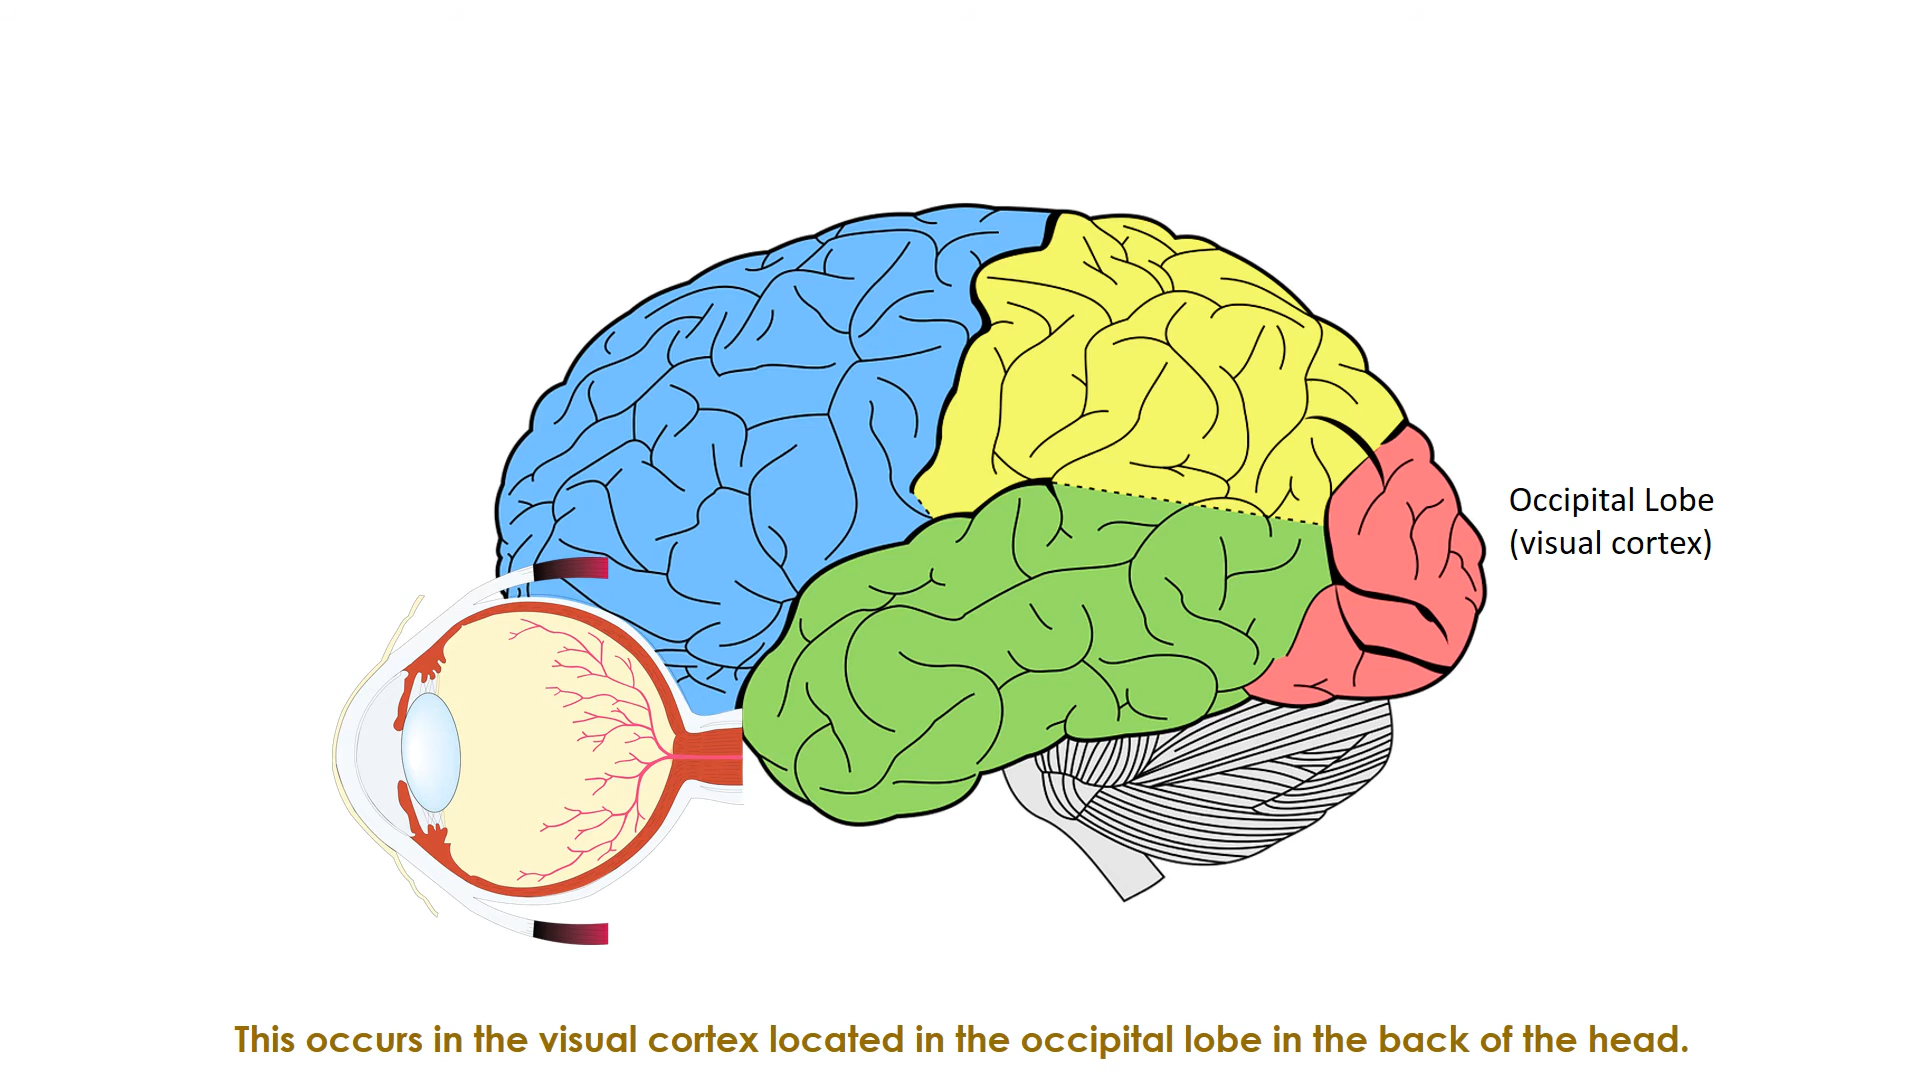 Occipital Lobe
(visual cortex)
This occurs in the visual cortex located in the occipital lobe in the back of the head.